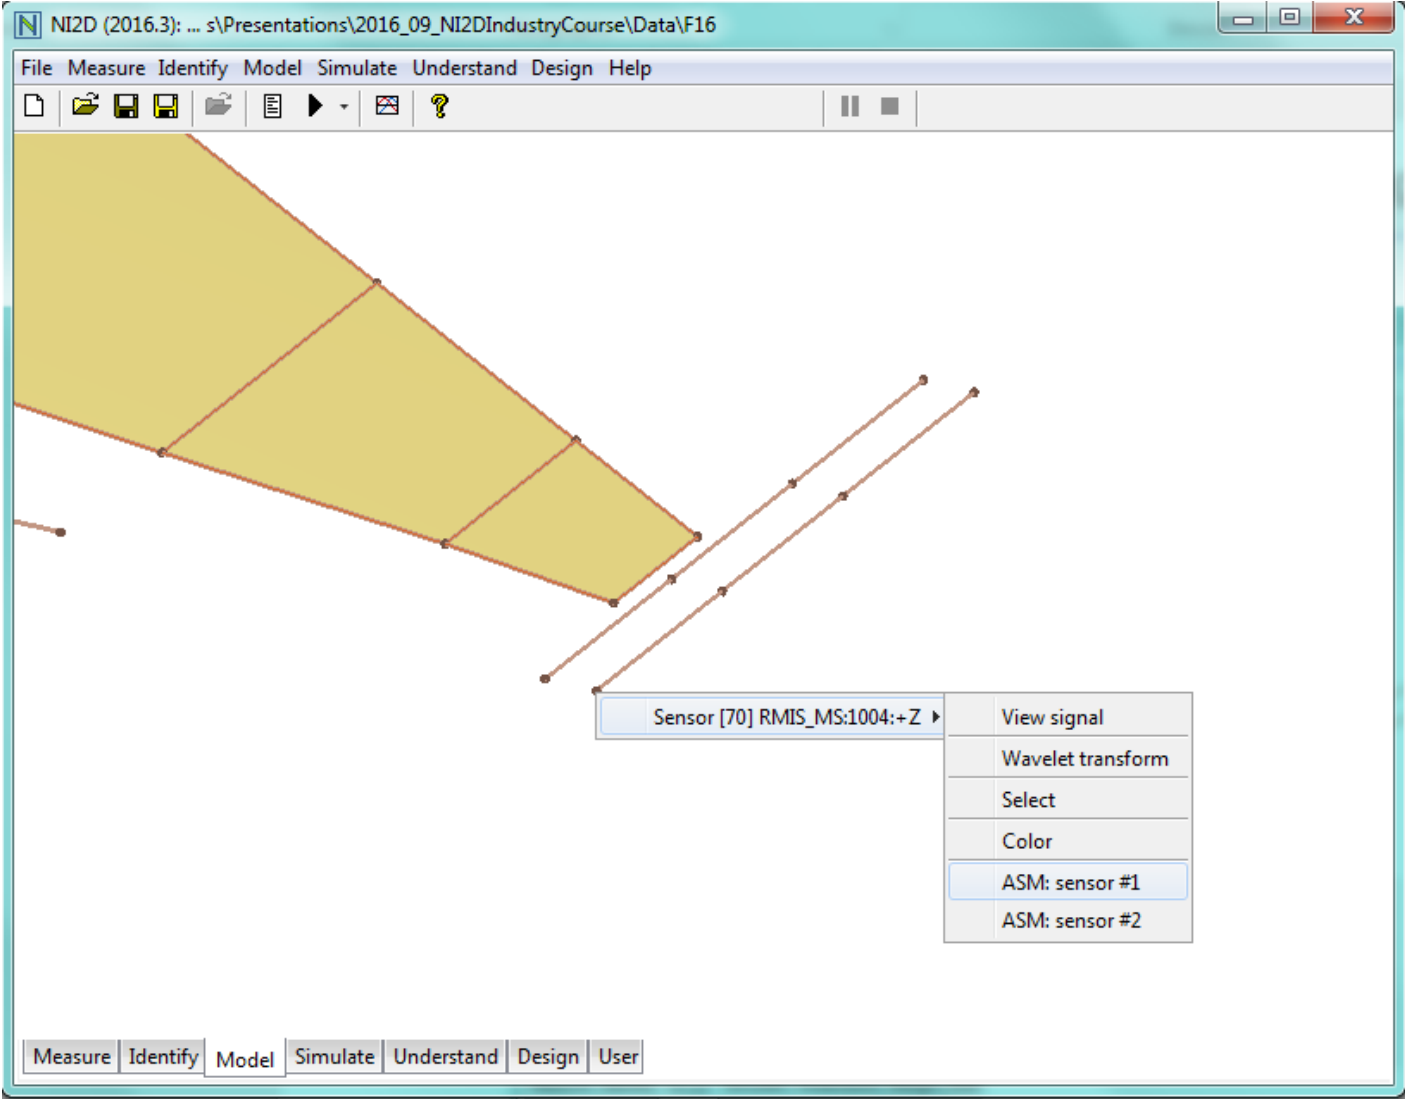 NI2D (2016.3): ... s\Presentations\2016_09_NI2DIndustryCourse\Data\F16
File Measure Identify Model Simulate Understand Design Help
Sensor [70] RMIS_MS:1004:+Z
View signal
Wavelet transform
Select
Color
ASM: sensor #1
ASM: sensor #2
Measure Identify Model Simulate Understand Design User